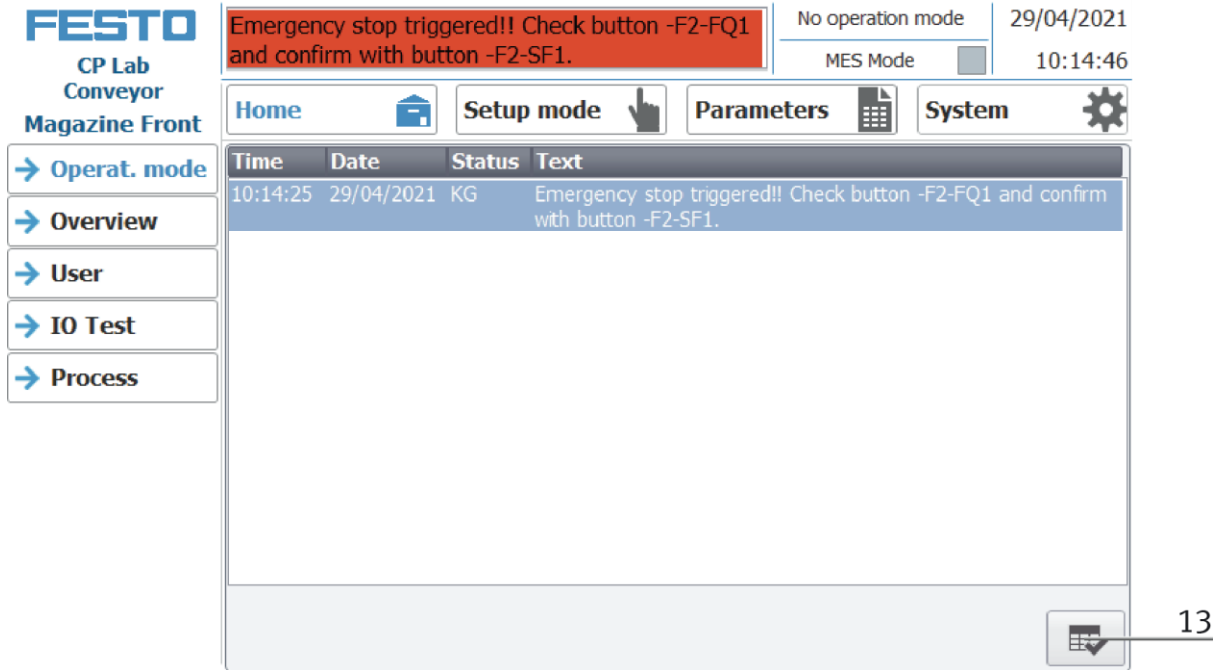 FESTO
CP Lab
Conveyor
Magazine Front
Emergency stop triggered!! Check button -F2-FQ1
and confirm with button -F2-SF1.
No operation mode
MES Mode
29/04/2021
10:14:46
Home
Setup mode
Parameters
System
Operat. mode
Overview
User
IO Test
Process
Time Date Status Text
10:14:25 29/04/2021 KG Emergency stop triggered!! Check button -F2-FQ1 and confirm
with button -F2-SF1.
13